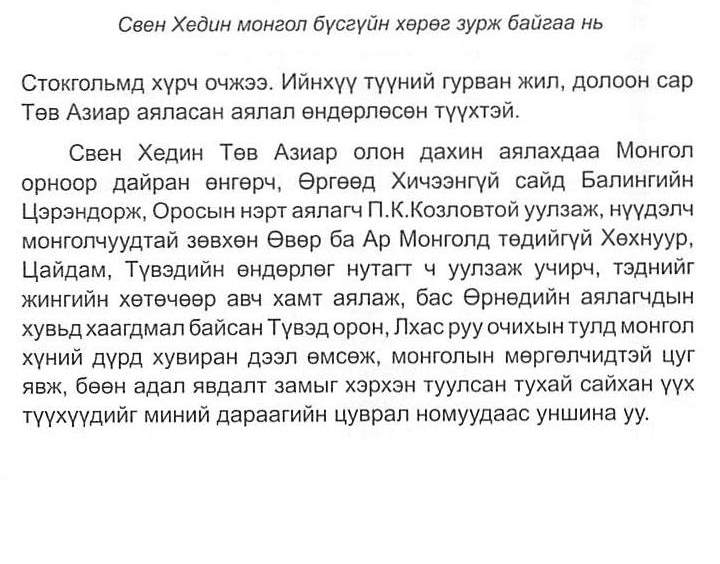 Свен Хедин монгол бүсгүйн хөрөг зурж байгаа нь
Стокгольмд хүрч очжээ. Ийнхүү түүний гурван жил, долоон сар
Төв Азиар аяласан аялал өндөрлөсөн түүхтэй.
Свен Хедин Төв Азиар олон дахин аялахдаа Монгол
орноор дайран өнгөрч, Өргөөд Хичээнгүй сайд Балингийн
Цэрэндорж, Оросын нэрт аялагч П.К.Козловтой уулзаж, нүүдэлч
монголчуудтай зөвхөн Өвөр ба Ар Монголд төдийгүй Хөхнуур,
Цайдам, Түвэдийн өндөрлөг нутагт ч уулзаж учирч, тэднийг
жингийн хөтөчөөр авч хамт аялаж, бас Өрнөдийн аялагчдын
хувьд хаагдмал байсан Түвэд орон, Лхас руу очихын тулд монгол
хүний дүрд хувиран дээл өмсөж, монголын мөргөлчидтэй цуг
явж, бөөн адал явдалт замыг хэрхэн туулсан тухай сайхан үүх
түүхүүдийг миний дараагийн цуврал номуудаас уншина уу.